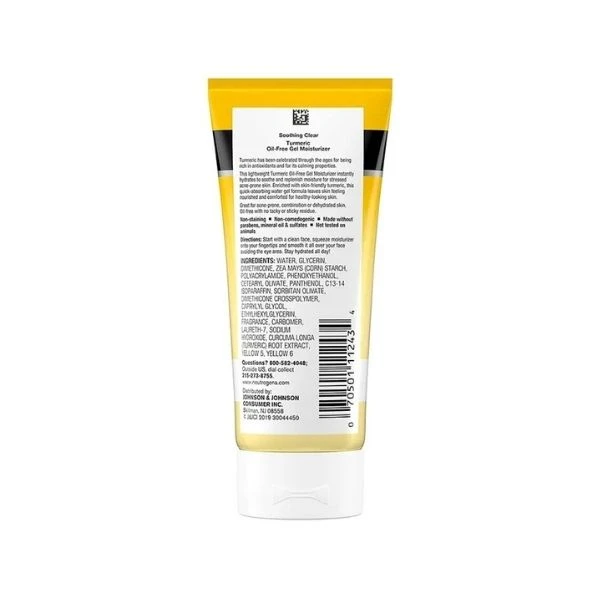 Soothing Clear
Turmeric
Oil-Free Gel Moisturizer
Turmeric has been celebrated through the ages for being
rich in antioxidants and for its calming properties.
This lightweight Turmeric Oil-Free Gel Moisturizer instantly
hydrates to soothe and replenish moisture for stressed
acne-prone skin. Enriched with skin-friendly turmeric, this
quick-absorbing water gel formula leaves skin feeling
nourished and comforted for healthy-looking skin.
Great for acne-prone, combination or dehydrated skin.
Oil-free with no tacky or sticky residue.
Non-staining ■ Non-comedogenic ■ Made without
parabens, mineral oil & sulfates ■ Not tested on
animals
Directions: Start with a clean face, squeeze moisturizer
onto your fingertips and smooth it all over your face
avoiding the eye area. Stay hydrated all day!
INGREDIENTS: WATER, GLYCERIN,
DIMETHICONE, ZEA MAYS (CORN) STARCH,
POLYACRYLAMIDE, PHENOXYETHANOL,
CETEARYL OLIVATE, PANTHENOL, C13-14
ISOPARAFFIN, SORBITAN OLIVATE,
DIMETHICONE CROSSPOLYMER,
CAPRYLYL GLYCOL,
ETHYLHEXYLGLYCERIN,
FRAGRANCE, CARBOMER,
LAURETH-7, SODIUM
HYDROXIDE, CURCUMA LONGA
(TURMERIC) ROOT EXTRACT,
YELLOW 5, YELLOW 6
Questions? 800-582-4048;
Outside US, dial collect
215-273-8755.
www.neutrogena.com
Distributed by:
JOHNSON & JOHNSON
CONSUMER INC.
Skillman, NJ 08558
© J&JCI 2019 30044450
0 70501 11243 4